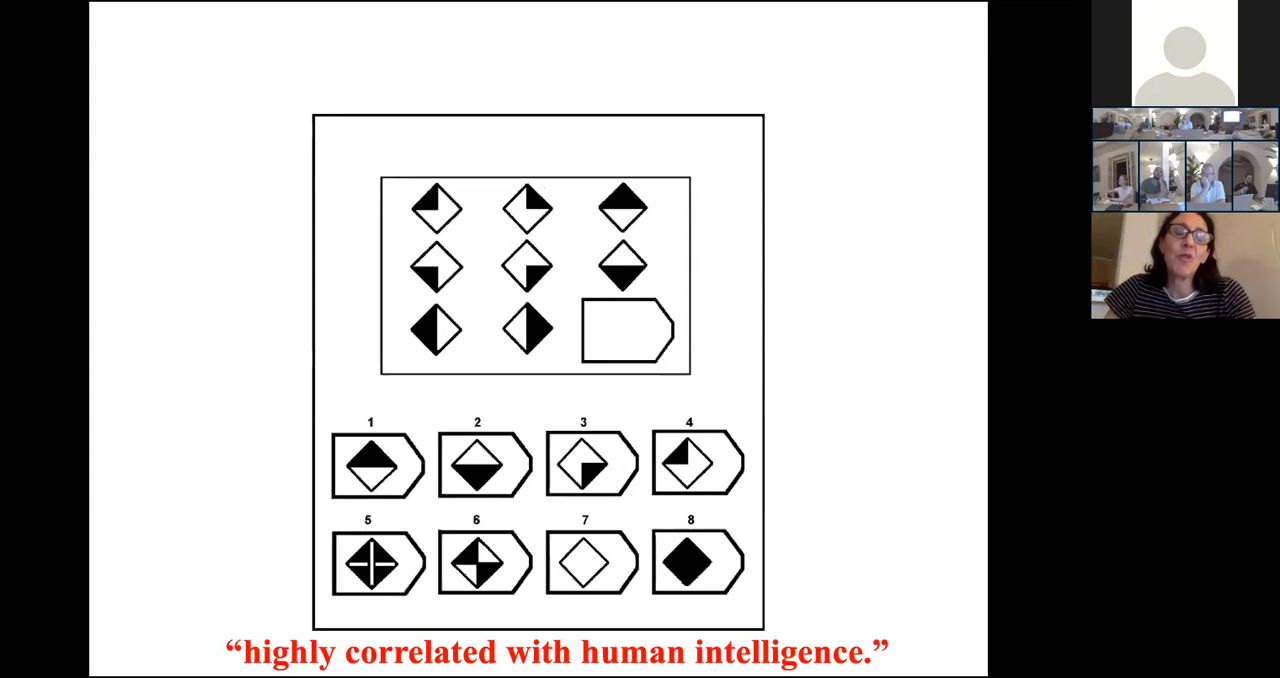 1 2 3 4
5 6 7 8
“highly correlated with human intelligence.”